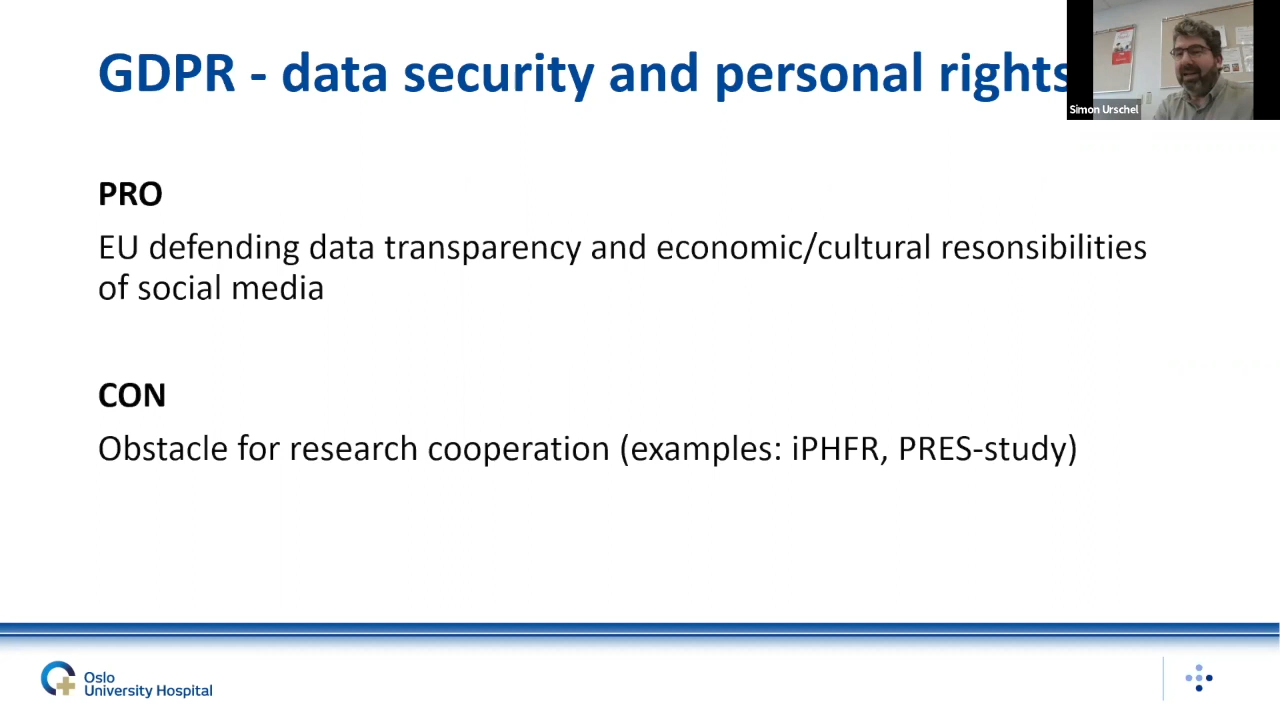 GDPR - data security and personal rights
Simon Urschel
PRO
EU defending data transparency and economic/cultural resonsibilities
of social media
CON
Obstacle for research cooperation (examples: iPHFR, PRES-study)
Oslo
University Hospital